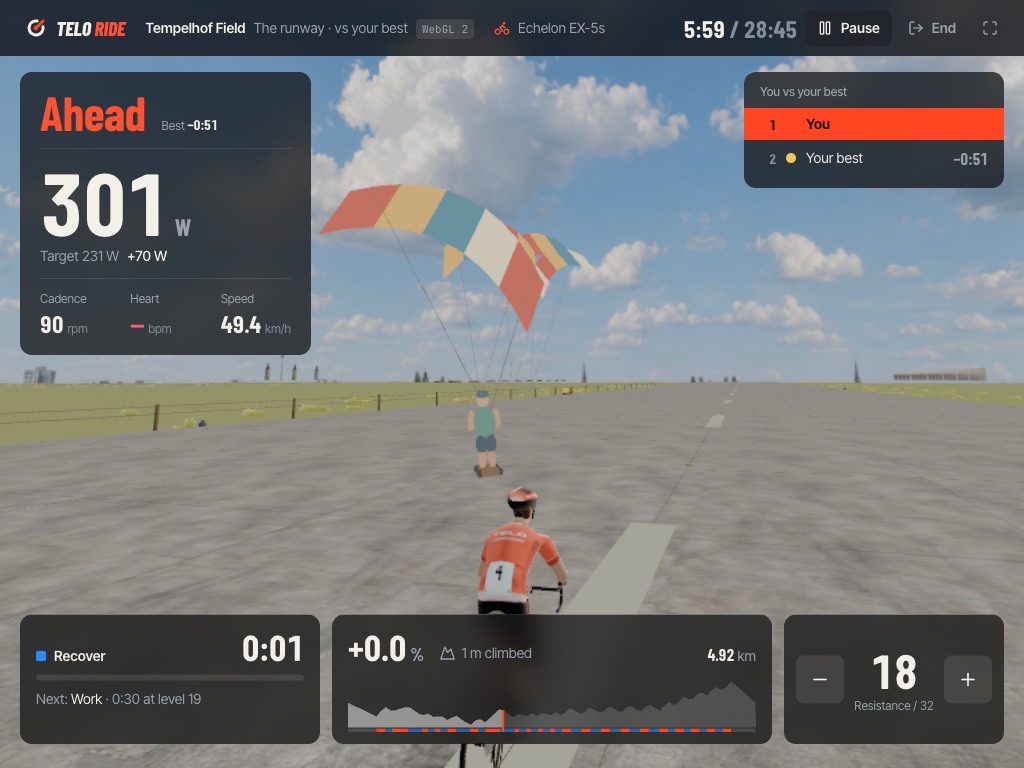 TELO RIDE
Tempelhof Field The runway · vs your best WebGL 2
Echelon EX-5s
5:59 / 28:45
Pause
End
Ahead
Best −0:51
301 W
Target 231 W +70 W
Cadence Heart Speed
90 rpm – bpm 49.4 km/h
You vs your best
1 You
2 Your best −0:51
TELO
4
Recover 0:01
Next: Work · 0:30 at level 19
+0.0 % 1 m climbed 4.92 km
− 18 +
Resistance / 32